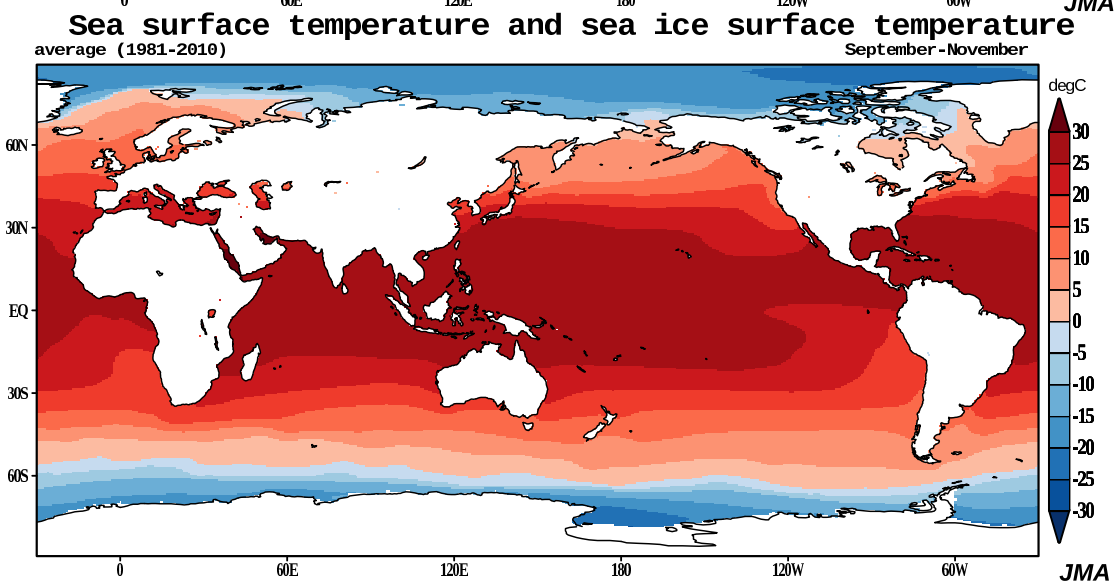 0 60E 120E 180 120W 60W JMA
Sea surface temperature and sea ice surface temperature
average (1981-2010) September-November
degC
30
25
20
15
10
5
0
-5
-10
-15
-20
-25
-30
60N
30N
EQ
30S
60S
0 60E 120E 180 120W 60W
JMA